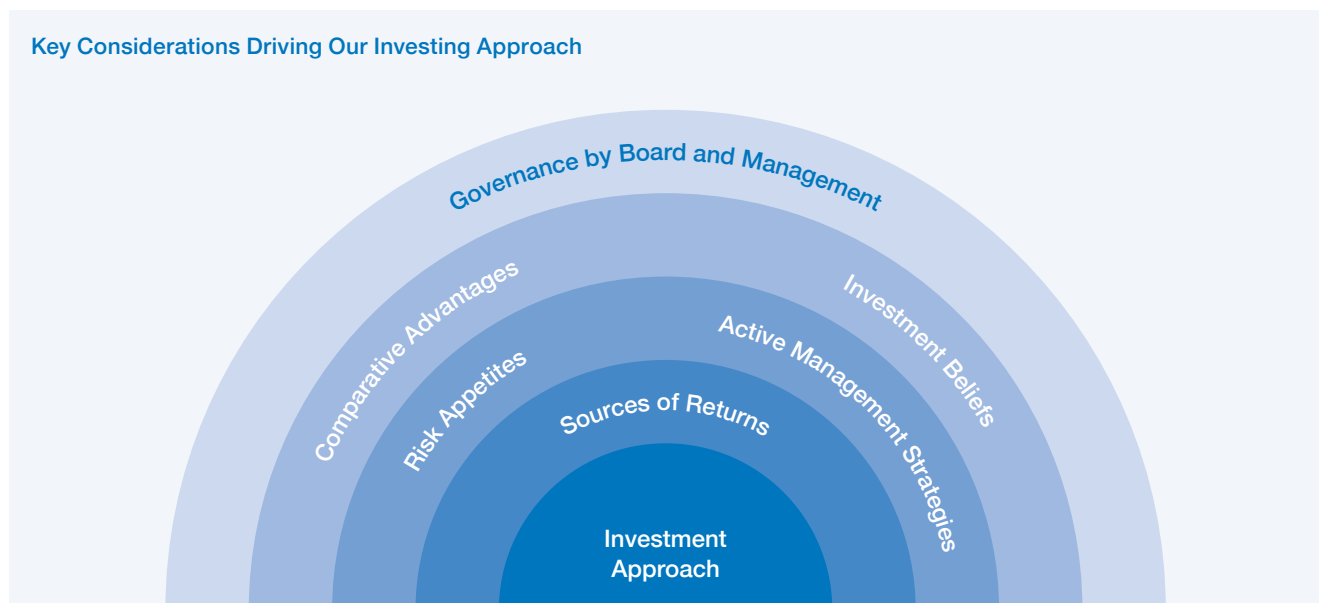 Key Considerations Driving Our Investing Approach
Governance by Board and Management
Comparative Advantages
Investment Beliefs
Risk Appetites
Active Management Strategies
Sources of Returns
Investment
Approach